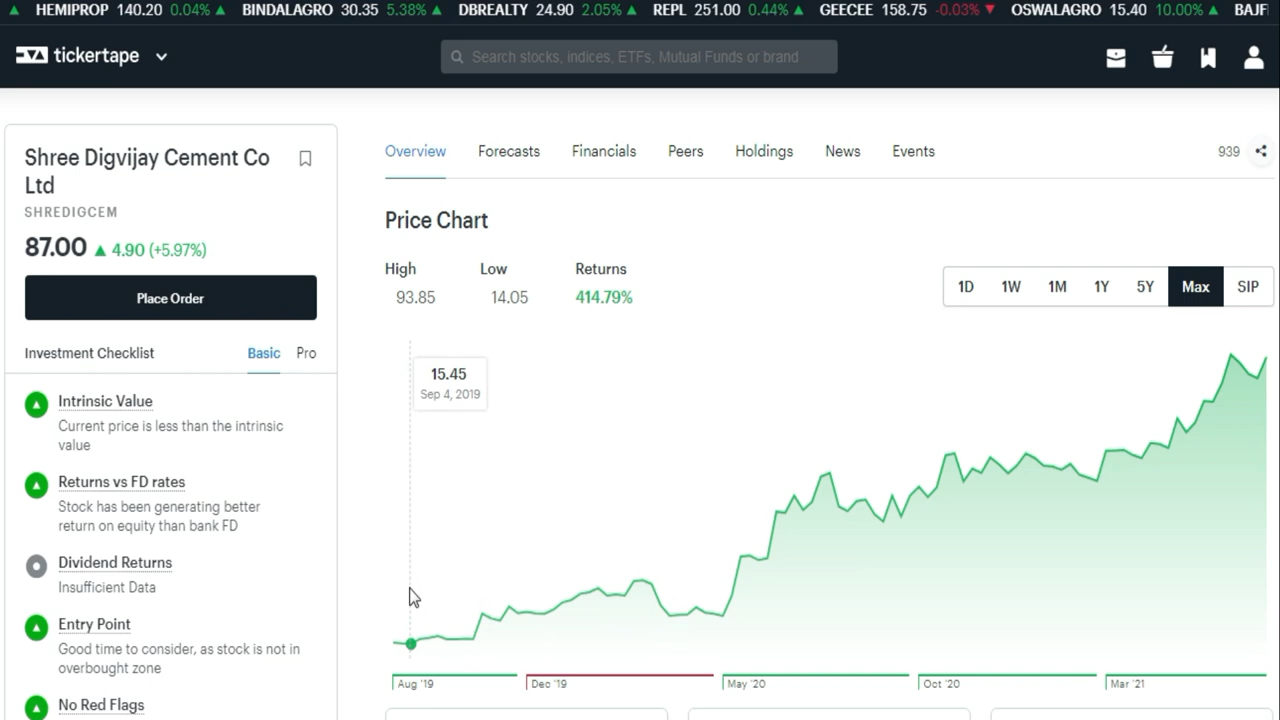 HEMIPROP 140.20 0.04% BINDALAGRO 30.35 5.38% DBREALTY 24.90 2.05% REPL 251.00 0.44% GEECEE 158.75 -0.03% OSWALAGRO 15.40 10.00% BAJF
tickertape
Search stocks, indices, ETFs, Mutual Funds or brand
Shree Digvijay Cement Co
Ltd
SHREDIGCEM
87.00 4.90 (+5.97%)
Place Order
Investment Checklist Basic Pro
Intrinsic Value
Current price is less than the intrinsic
value
Returns vs FD rates
Stock has been generating better
return on equity than bank FD
Dividend Returns
Insufficient Data
Entry Point
Good time to consider, as stock is not in
overbought zone
No Red Flags
Overview Forecasts Financials Peers Holdings News Events 939
Price Chart
High Low Returns
93.85 14.05 414.79%
1D 1W 1M 1Y 5Y Max SIP
15.45
Sep 4, 2019
Aug '19 Dec '19 May '20 Oct '20 Mar '21